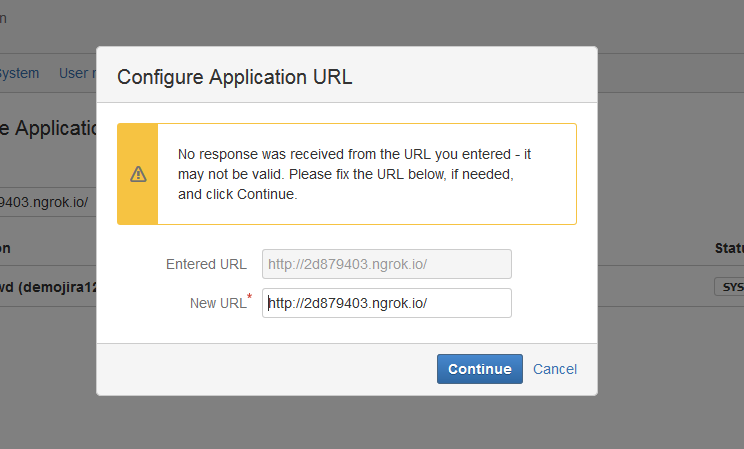 n
System User
Configure Application URL
e Applicatio
No response was received from the URL you entered - it
may not be valid. Please fix the URL below, if needed,
and click Continue.
9403.ngrok.io/
on
Statu
Entered URL http://2d879403.ngrok.io/
wd (demojira12
SYS
New URL* http://2d879403.ngrok.io/
Continue Cancel